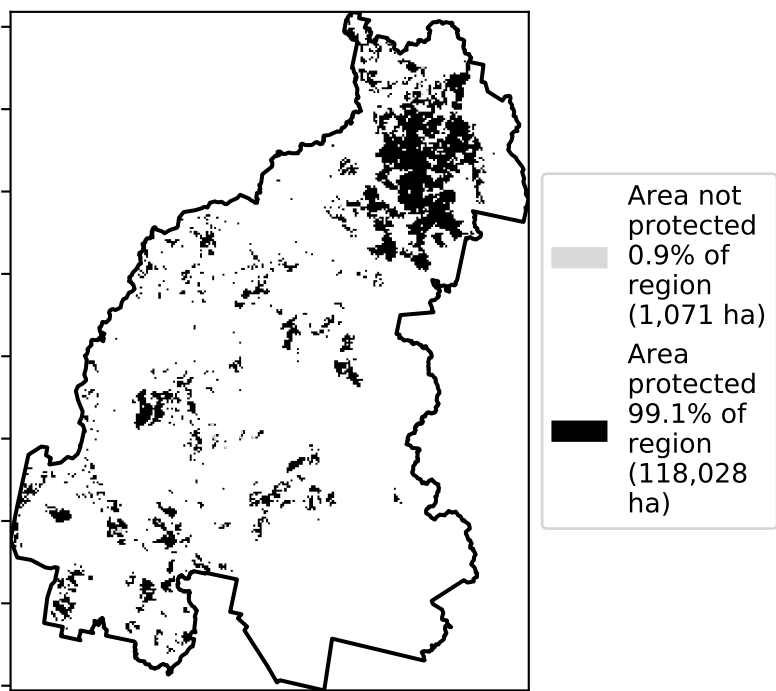 Area not
protected
0.9% of
region
(1,071 ha)
Area
protected
99.1% of
region
(118,028
ha)